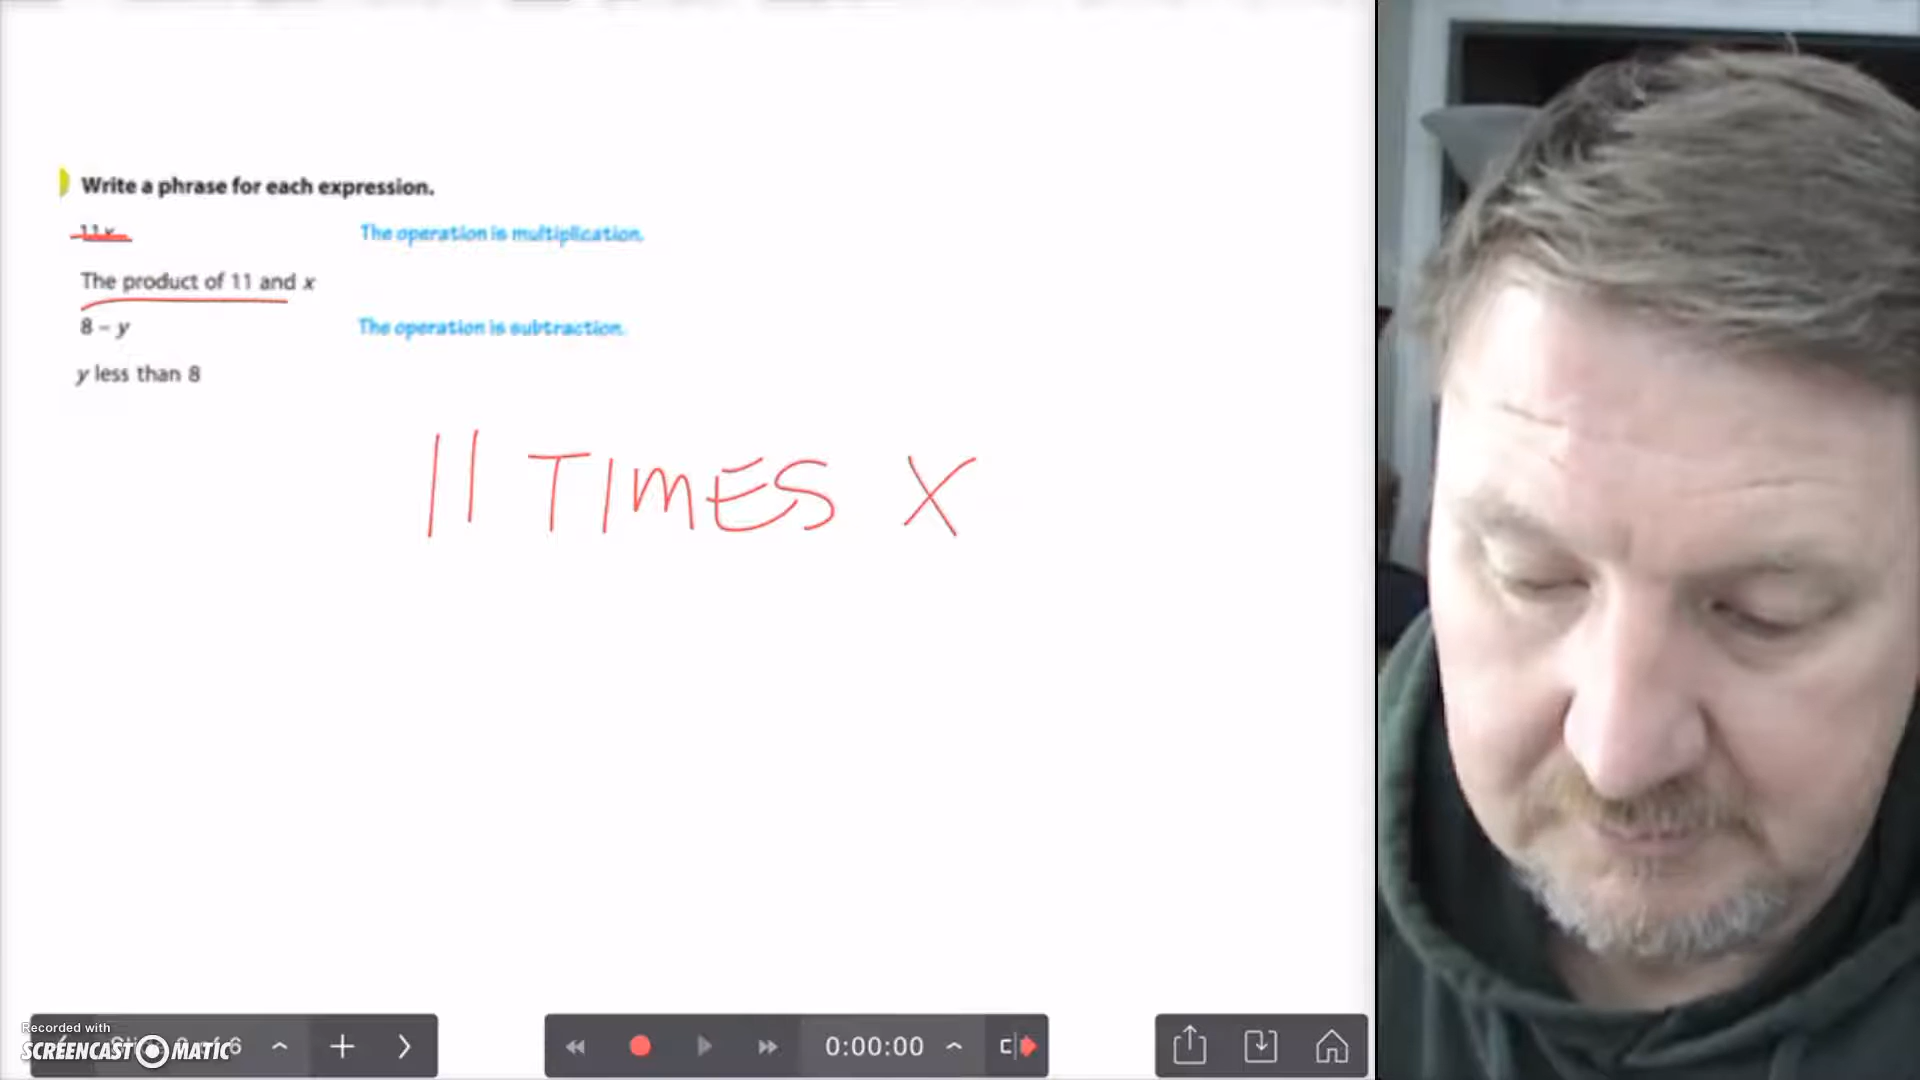 Write a phrase for each expression.
11x The operation is multiplication.
The product of 11 and x
8 – y The operation is subtraction.
y less than 8
11 TIMES X
0:00:00
Recorded with
SCREENCAST MATIC